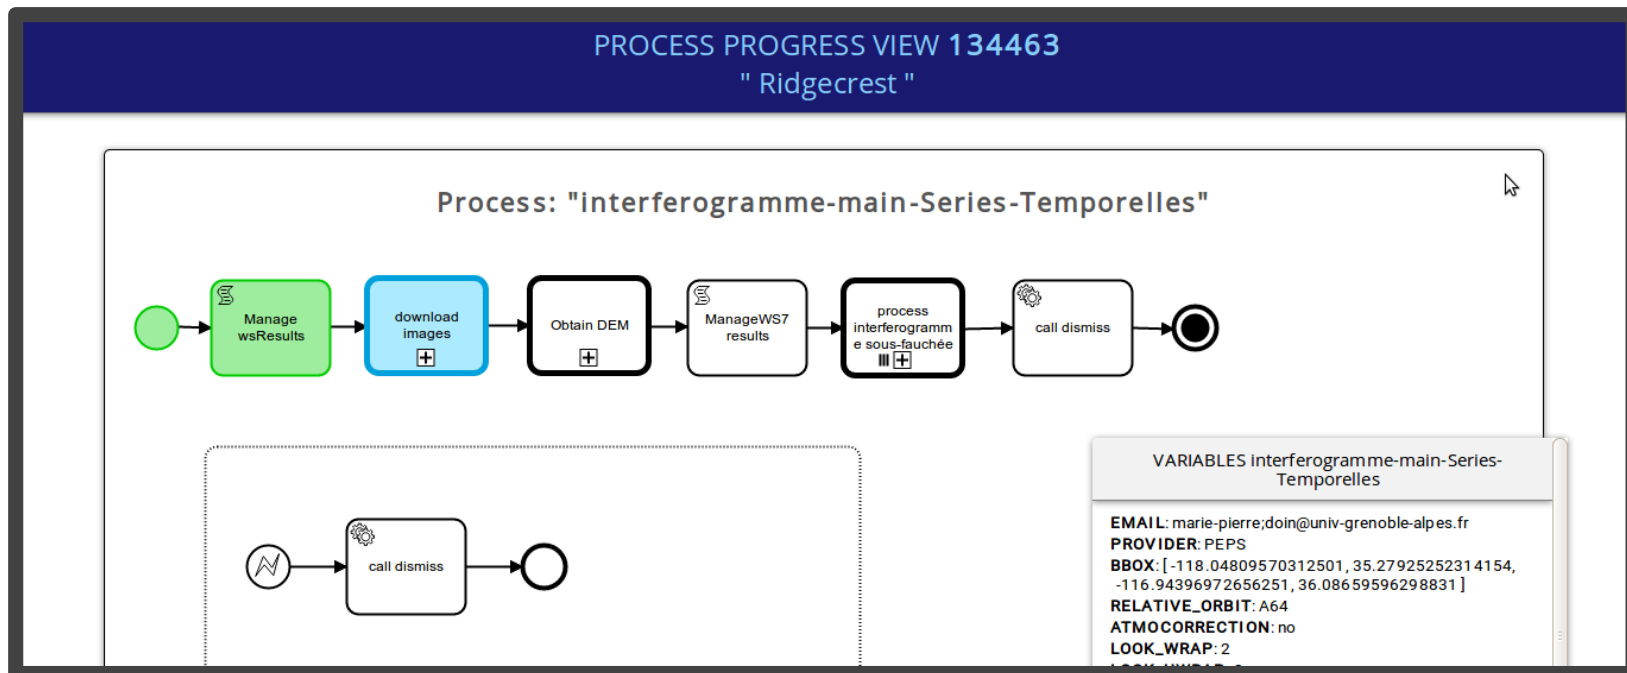 PROCESS PROGRESS VIEW 134463
" Ridgecrest "
Process: "interferogramme-main-Series-Temporelles"
Manage
wsResults
download
images
Obtain DEM
ManageWS7
results
process
interferogramm
e sous-fauchée
call dismiss
call dismiss
VARIABLES interferogramme-main-Series-
Temporelles
EMAIL: marie-pierre;doin@univ-grenoble-alpes.fr
PROVIDER: PEPS
BBOX: [ -118.04809570312501, 35.27925252314154,
-116.94396972656251, 36.08659596298831 ]
RELATIVE_ORBIT: A64
ATMOCORRECTION: no
LOOK_WRAP: 2